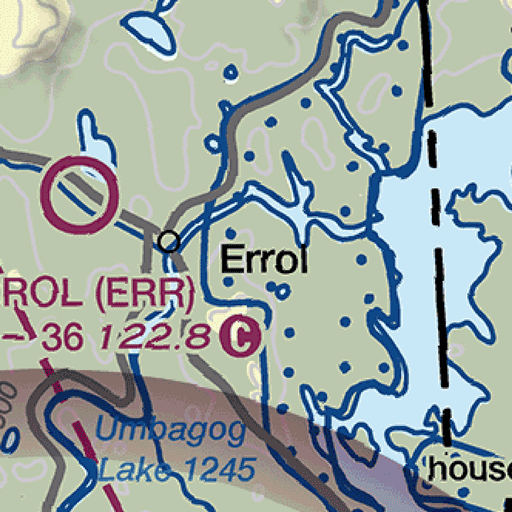 Errol
ROL (ERR)
- 36 122.8 C
Umbagog
Lake 1245
house